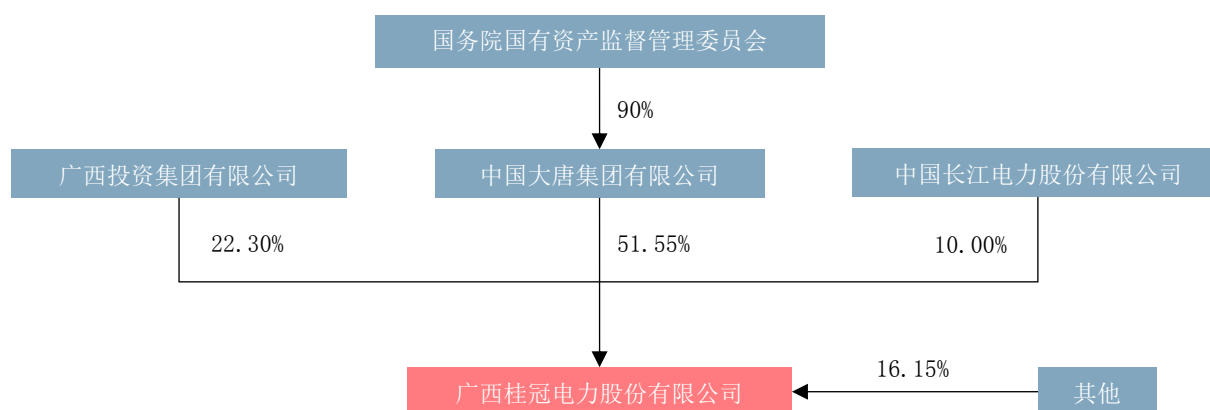 国务院国有资产监督管理委员会
90%
广西投资集团有限公司
中国大唐集团有限公司
中国长江电力股份有限公司
22.30%
51.55%
10.00%
16.15%
广西桂冠电力股份有限公司
其他